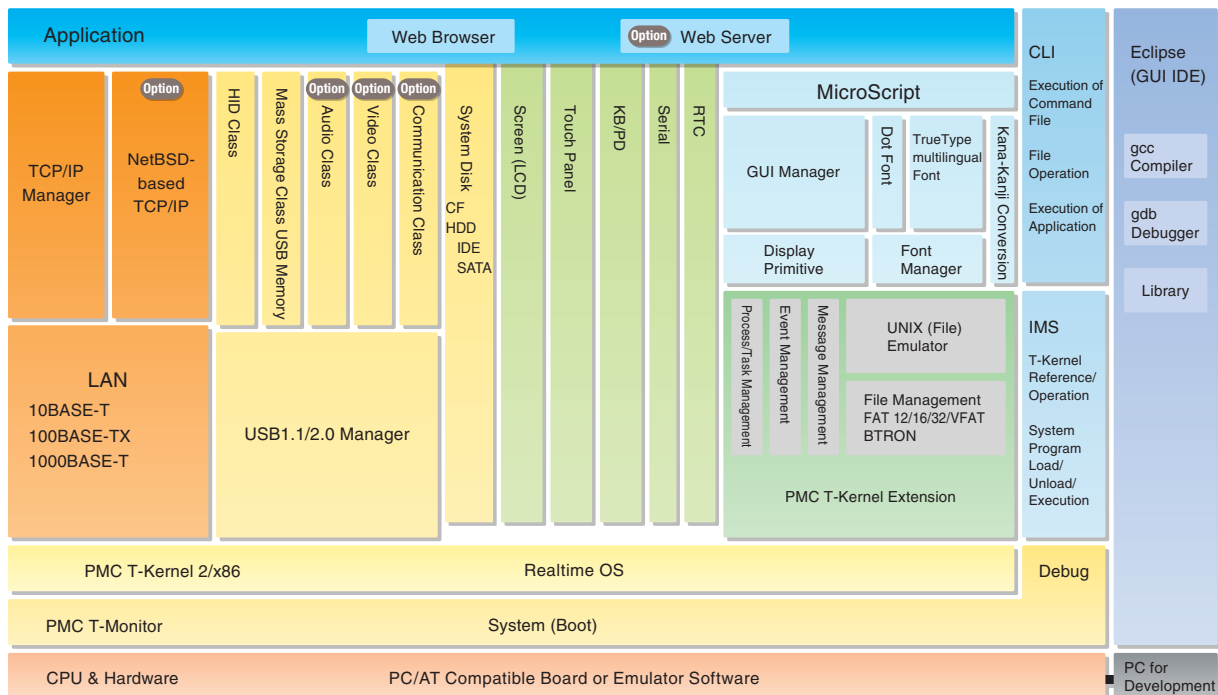 Application
Web Browser
Option
Web Server
TCP/IP
Manager
Option
NetBSD-
based
TCP/IP
LAN
10BASE-T
100BASE-TX
1000BASE-T
HID Class
Mass Storage Class USB Memory
Option
Audio Class
Option
Video Class
Option
Communication Class
USB1.1/2.0 Manager
System Disk
CF
HDD
IDE
SATA
Screen (LCD)
Touch Panel
KB/PD
Serial
RTC
MicroScript
GUI Manager
Dot Font
TrueType
multilingual
Font
Kana-Kanji Conversion
Display
Primitive
Font
Manager
Process/Task Management
Event Management
Message Management
UNIX (File)
Emulator
File Management
FAT 12/16/32/VFAT
BTRON
PMC T-Kernel Extension
CLI
Execution of
Command
File
File
Operation
Execution of
Application
IMS
T-Kernel
Reference/
Operation
System
Program
Load/
Unload/
Execution
Eclipse
(GUI IDE)
gcc
Compiler
gdb
Debugger
Library
PMC T-Kernel 2/x86
Realtime OS
Debug
PMC T-Monitor
System (Boot)
CPU & Hardware
PC/AT Compatible Board or Emulator Software
PC for
Development